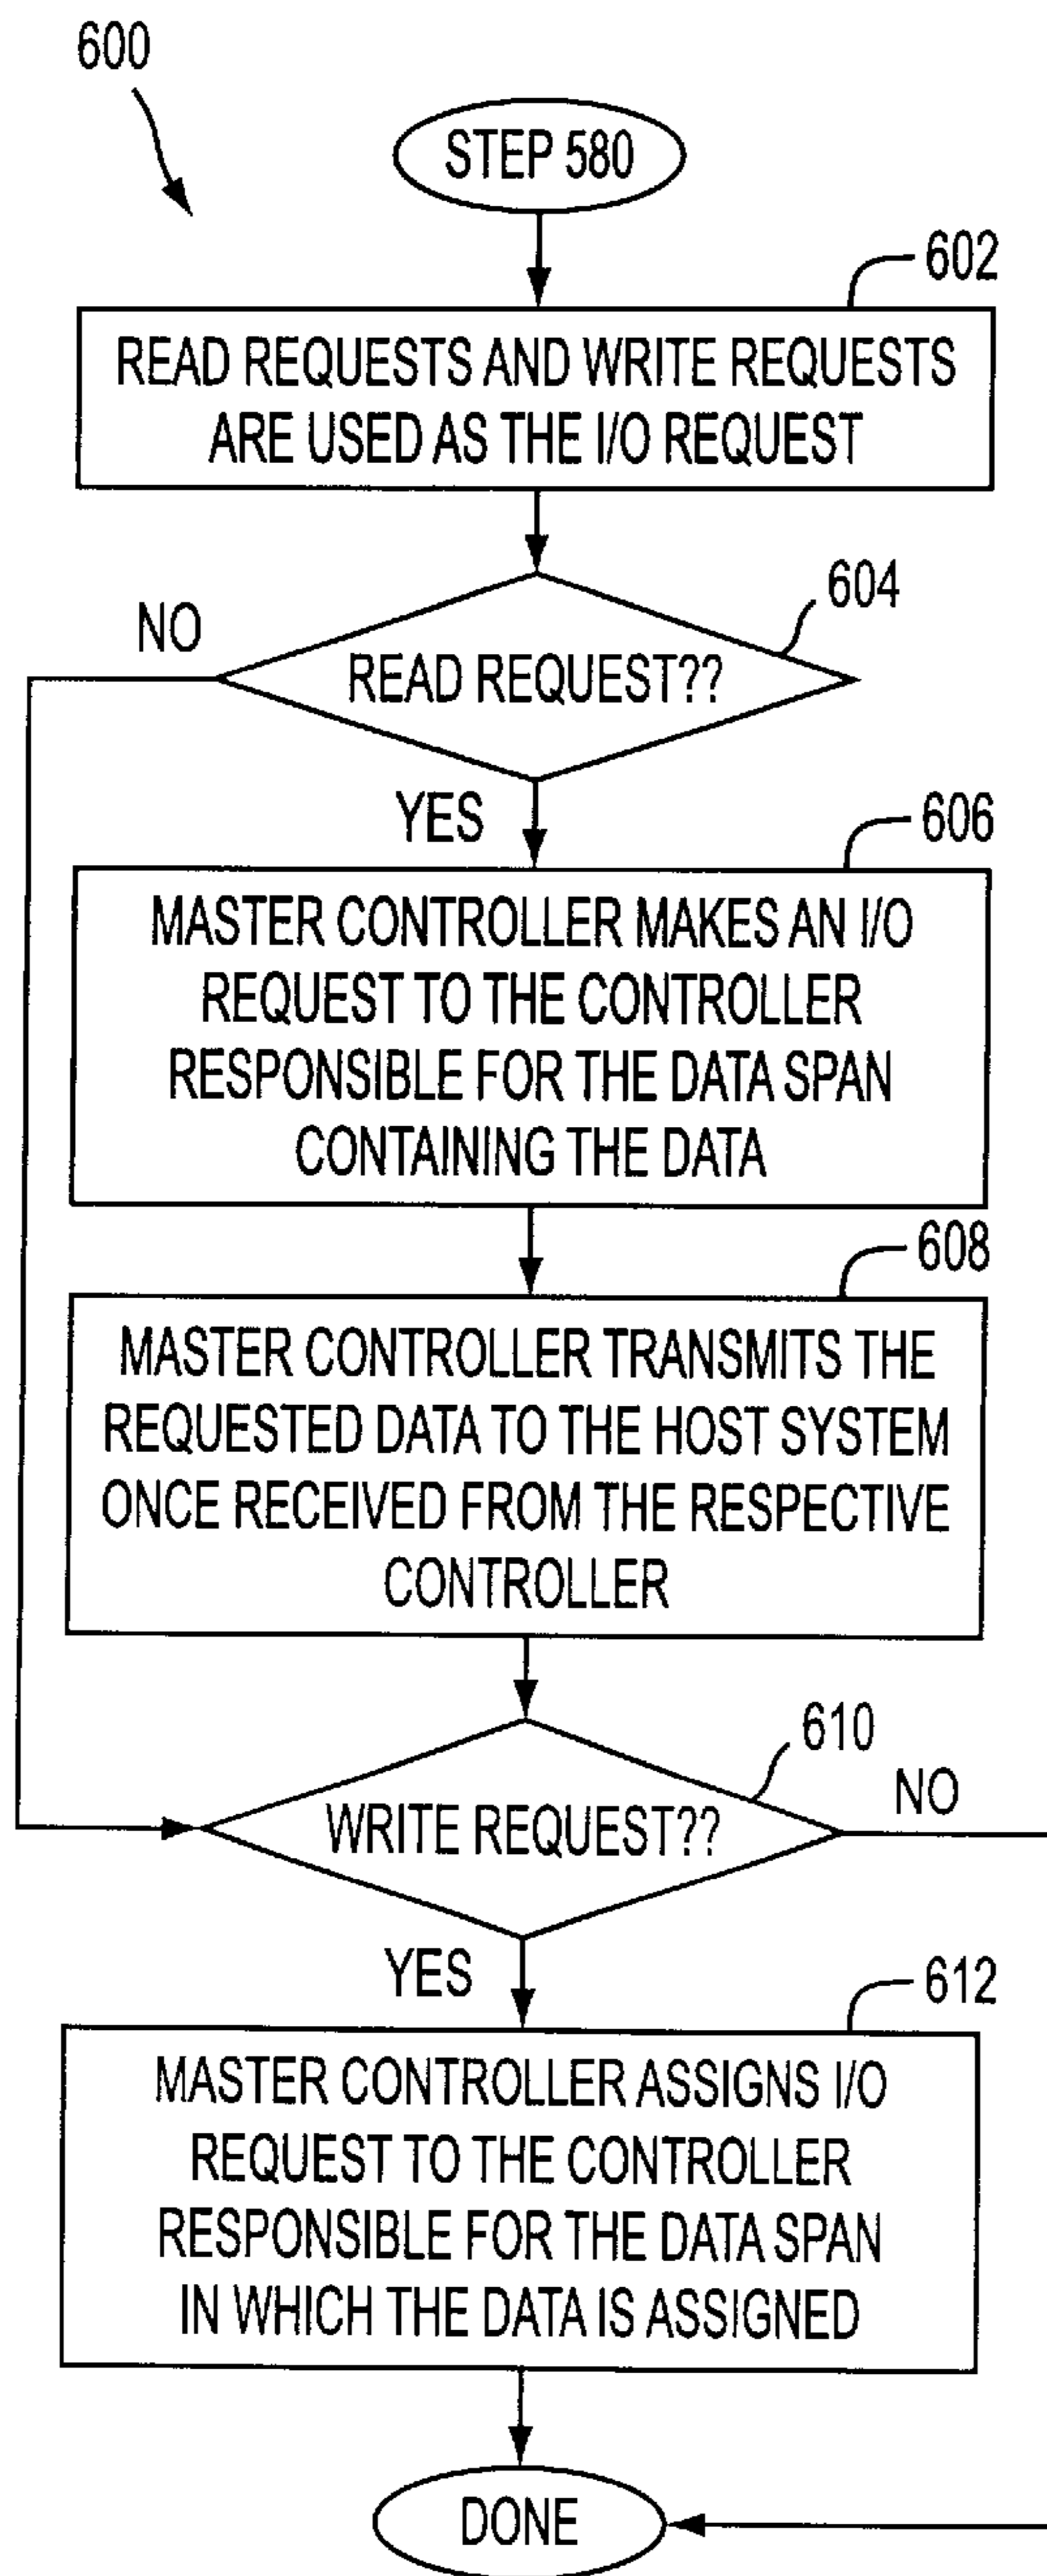 600
STEP 580
602
READ REQUESTS AND WRITE REQUESTS
ARE USED AS THE I/O REQUEST
604
NO
READ REQUEST??
YES
606
MASTER CONTROLLER MAKES AN I/O
REQUEST TO THE CONTROLLER
RESPONSIBLE FOR THE DATA SPAN
CONTAINING THE DATA
608
MASTER CONTROLLER TRANSMITS THE
REQUESTED DATA TO THE HOST SYSTEM
ONCE RECEIVED FROM THE RESPECTIVE
CONTROLLER
610
NO
WRITE REQUEST??
YES
612
MASTER CONTROLLER ASSIGNS I/O
REQUEST TO THE CONTROLLER
RESPONSIBLE FOR THE DATA SPAN
IN WHICH THE DATA IS ASSIGNED
DONE